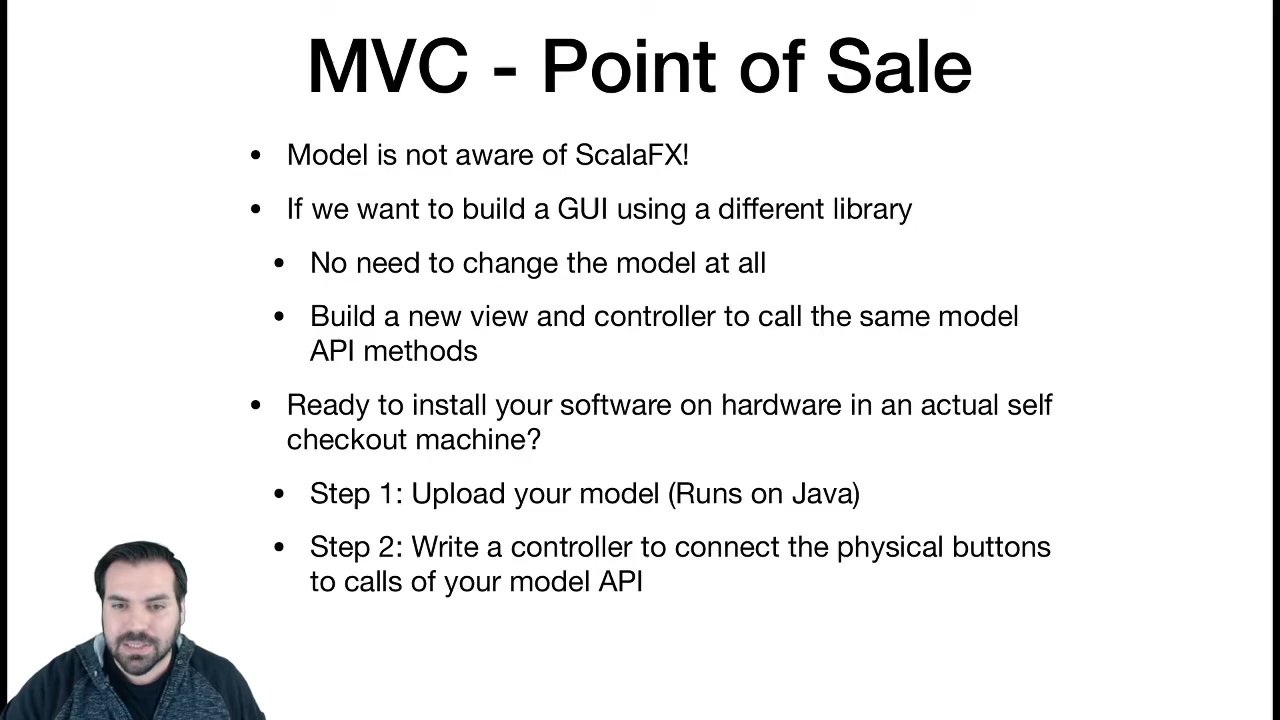 MVC - Point of Sale
• Model is not aware of ScalaFX!
• If we want to build a GUI using a different library
• No need to change the model at all
• Build a new view and controller to call the same model
API methods
• Ready to install your software on hardware in an actual self
checkout machine?
• Step 1: Upload your model (Runs on Java)
• Step 2: Write a controller to connect the physical buttons
to calls of your model API